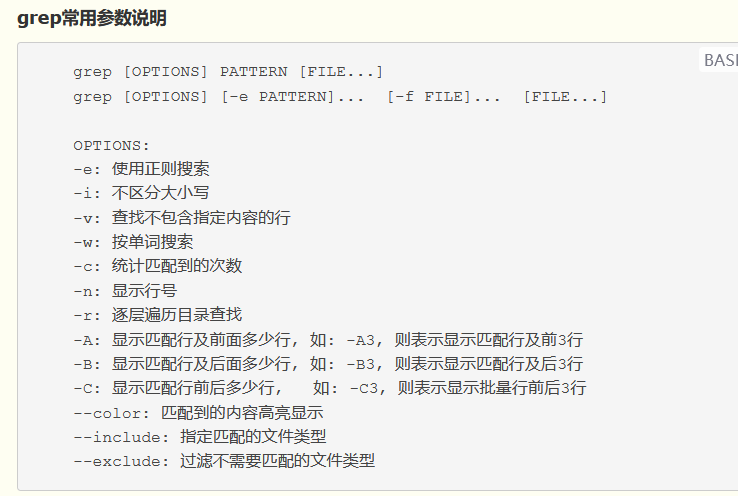 grep常用参数说明
BASH
grep [OPTIONS] PATTERN [FILE...]
grep [OPTIONS] [-e PATTERN]...  [-f FILE]...  [FILE...]
OPTIONS:
-e: 使用正则搜索
-i: 不区分大小写
-v: 查找不包含指定内容的行
-w: 按单词搜索
-c: 统计匹配到的次数
-n: 显示行号
-r: 逐层遍历目录查找
-A: 显示匹配行及前面多少行, 如: -A3, 则表示显示匹配行及前3行
-B: 显示匹配行及后面多少行, 如: -B3, 则表示显示匹配行及后3行
-C: 显示匹配行前后多少行,   如: -C3, 则表示显示批量行前后3行
--color: 匹配到的内容高亮显示
--include: 指定匹配的文件类型
--exclude: 过滤不需要匹配的文件类型